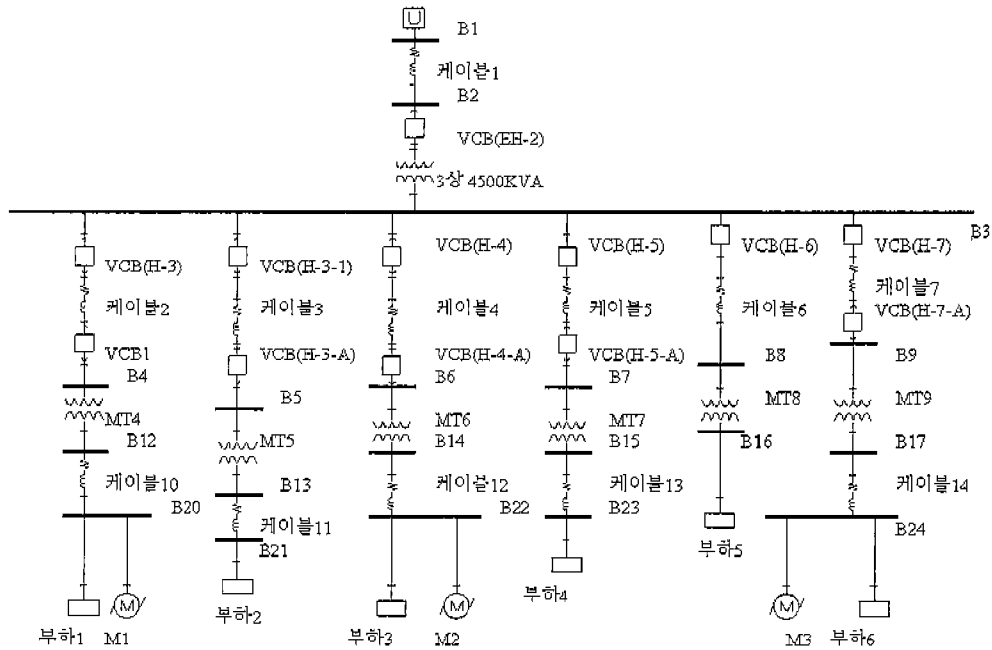 U
B1
케이블1
B2
VCB(EH-2)
3상 4500KVA
B3
VCB(H-3)
VCB(H-3-1)
VCB(H-4)
VCB(H-5)
VCB(H-6)
VCB(H-7)
케이블2
케이블3
케이블4
케이블5
케이블6
케이블7
VCB1
VCB(H-3-A)
VCB(H-4-A)
VCB(H-5-A)
VCB(H-7-A)
B4
B5
B6
B7
B8
B9
MT4
MT5
MT6
MT7
MT8
MT9
B12
B13
B14
B15
B16
B17
케이블10
케이블11
케이블12
케이블13
케이블14
B20
B21
B22
B23
B24
부하1
M
M1
부하2
부하3
M
M2
부하4
부하5
M
M3
부하6